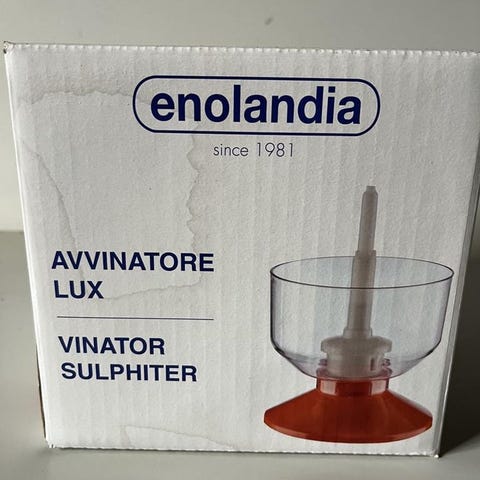 enolandia
since 1981
AVVINATORE
LUX
VINATOR
SULPHITER